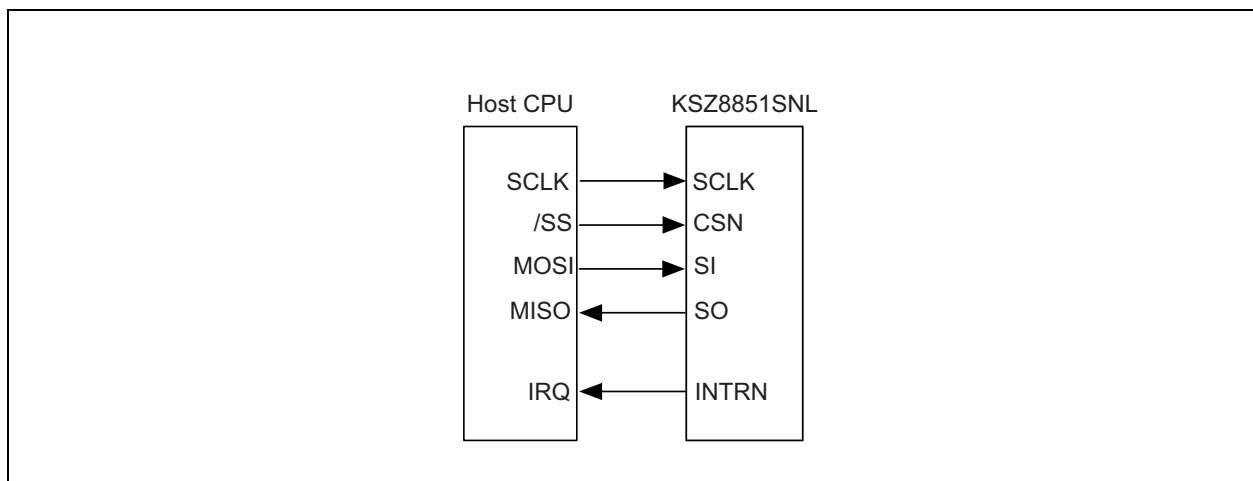 Host CPU KSZ8851SNL
SCLK SCLK
/SS CSN
MOSI SI
MISO SO
IRQ INTRN